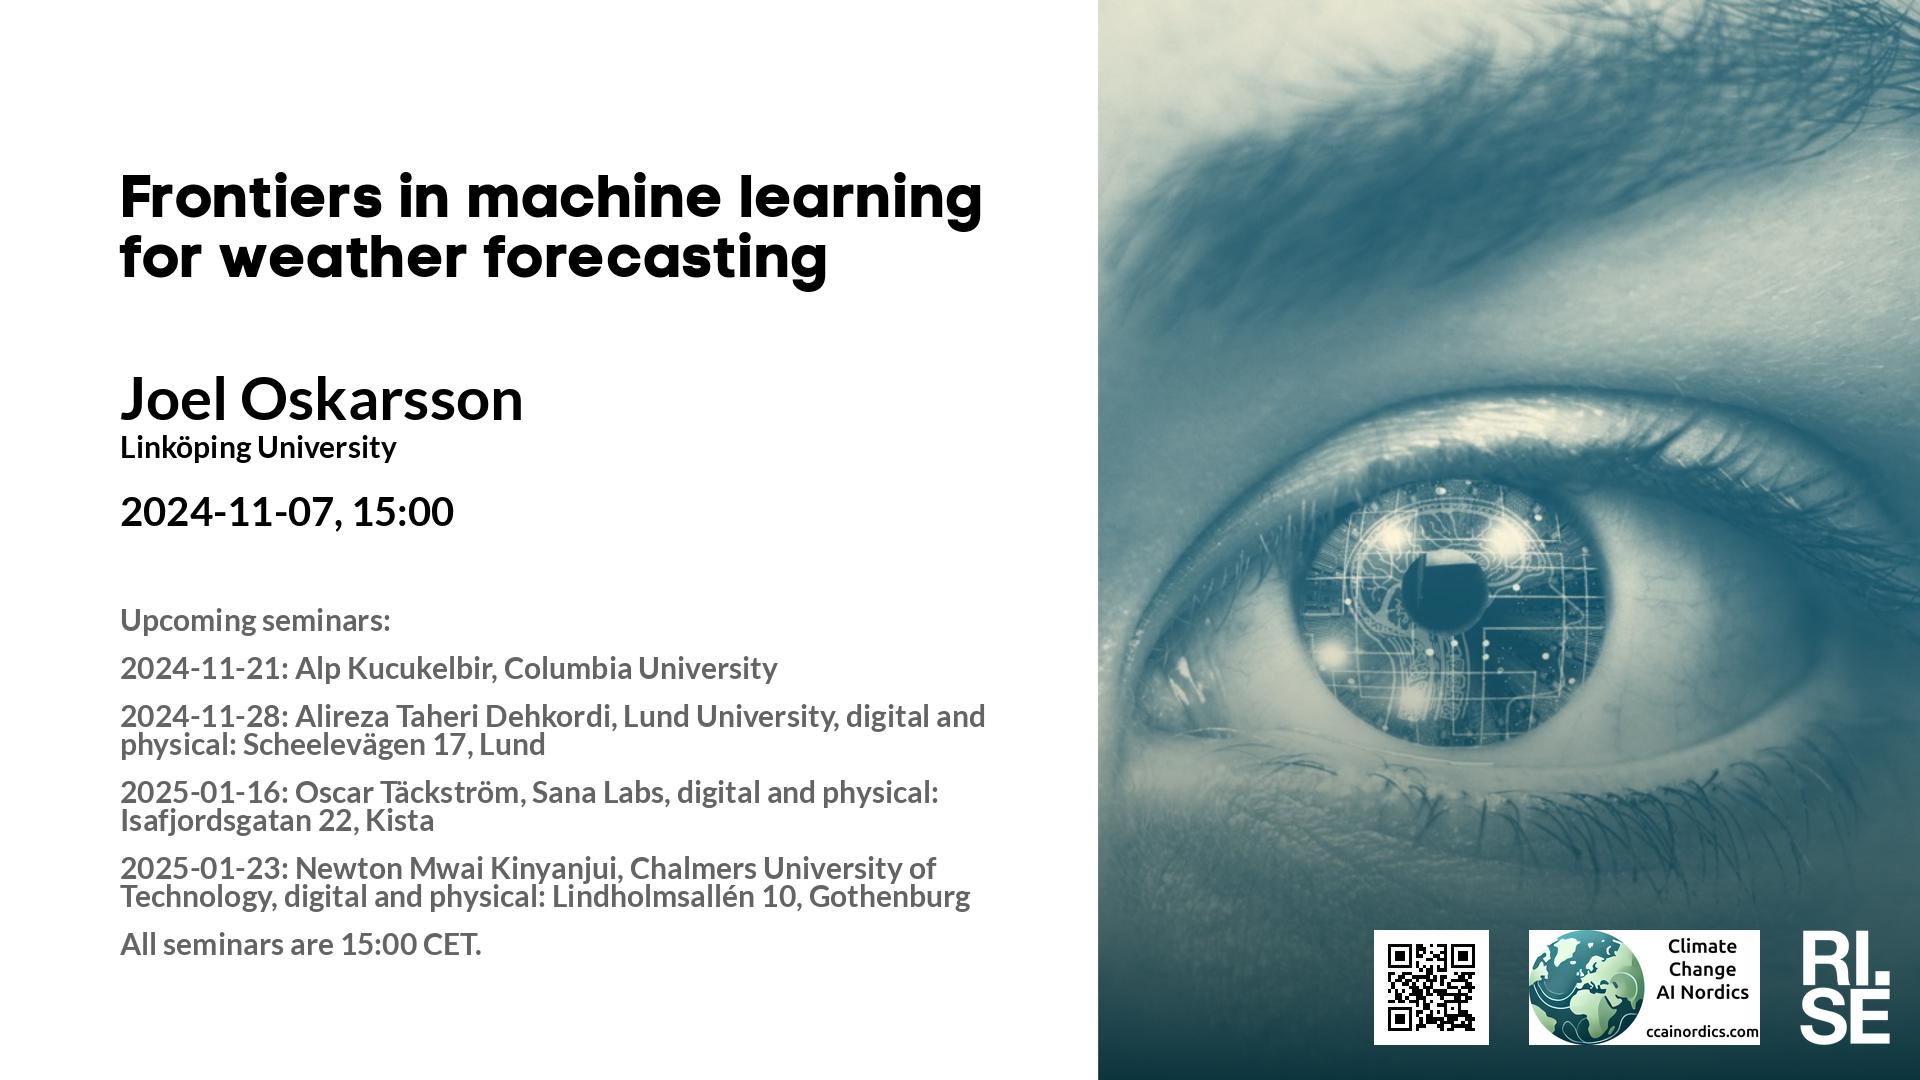 Frontiers in machine learning
for weather forecasting
Joel Oskarsson
Linköping University
2024-11-07, 15:00
Upcoming seminars:
2024-11-21: Alp Kucukelbir, Columbia University
2024-11-28: Alireza Taheri Dehkordi, Lund University, digital and
physical: Scheelevägen 17, Lund
2025-01-16: Oscar Täckström, Sana Labs, digital and physical:
Isafjordsgatan 22, Kista
2025-01-23: Newton Mwai Kinyanjui, Chalmers University of
Technology, digital and physical: Lindholmsallén 10, Gothenburg
All seminars are 15:00 CET.
Climate
Change
AI Nordics
ccainordics.com
RI.
SE